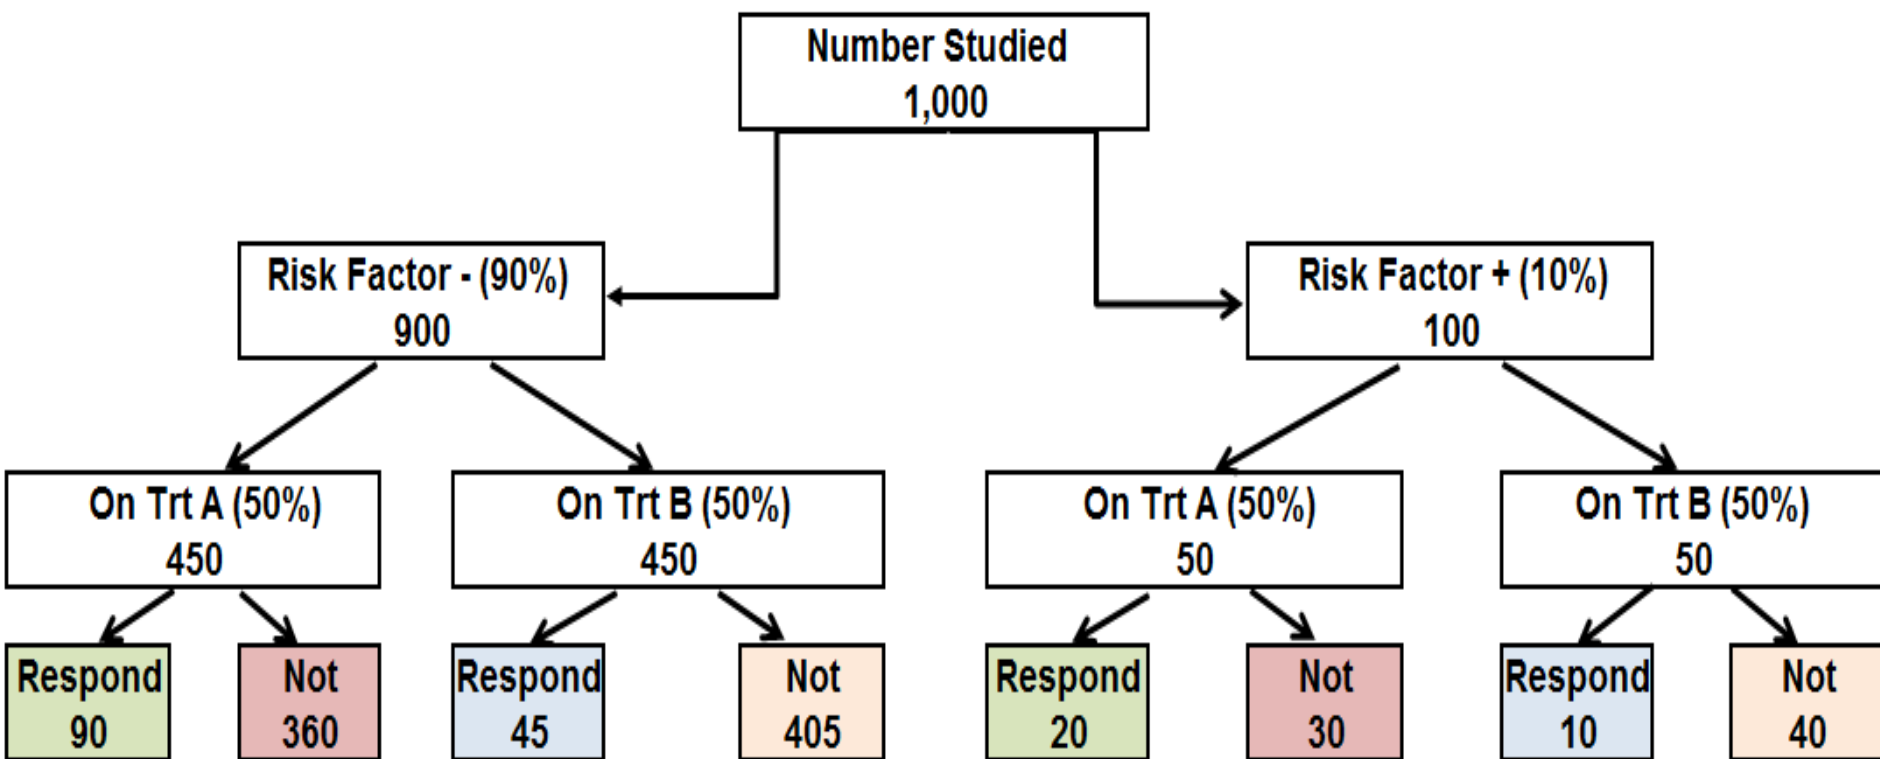 Number Studied
1,000
Risk Factor - (90%)
900
Risk Factor + (10%)
100
On Trt A (50%)
450
On Trt B (50%)
450
On Trt A (50%)
50
On Trt B (50%)
50
Respond
90
Not
360
Respond
45
Not
405
Respond
20
Not
30
Respond
10
Not
40